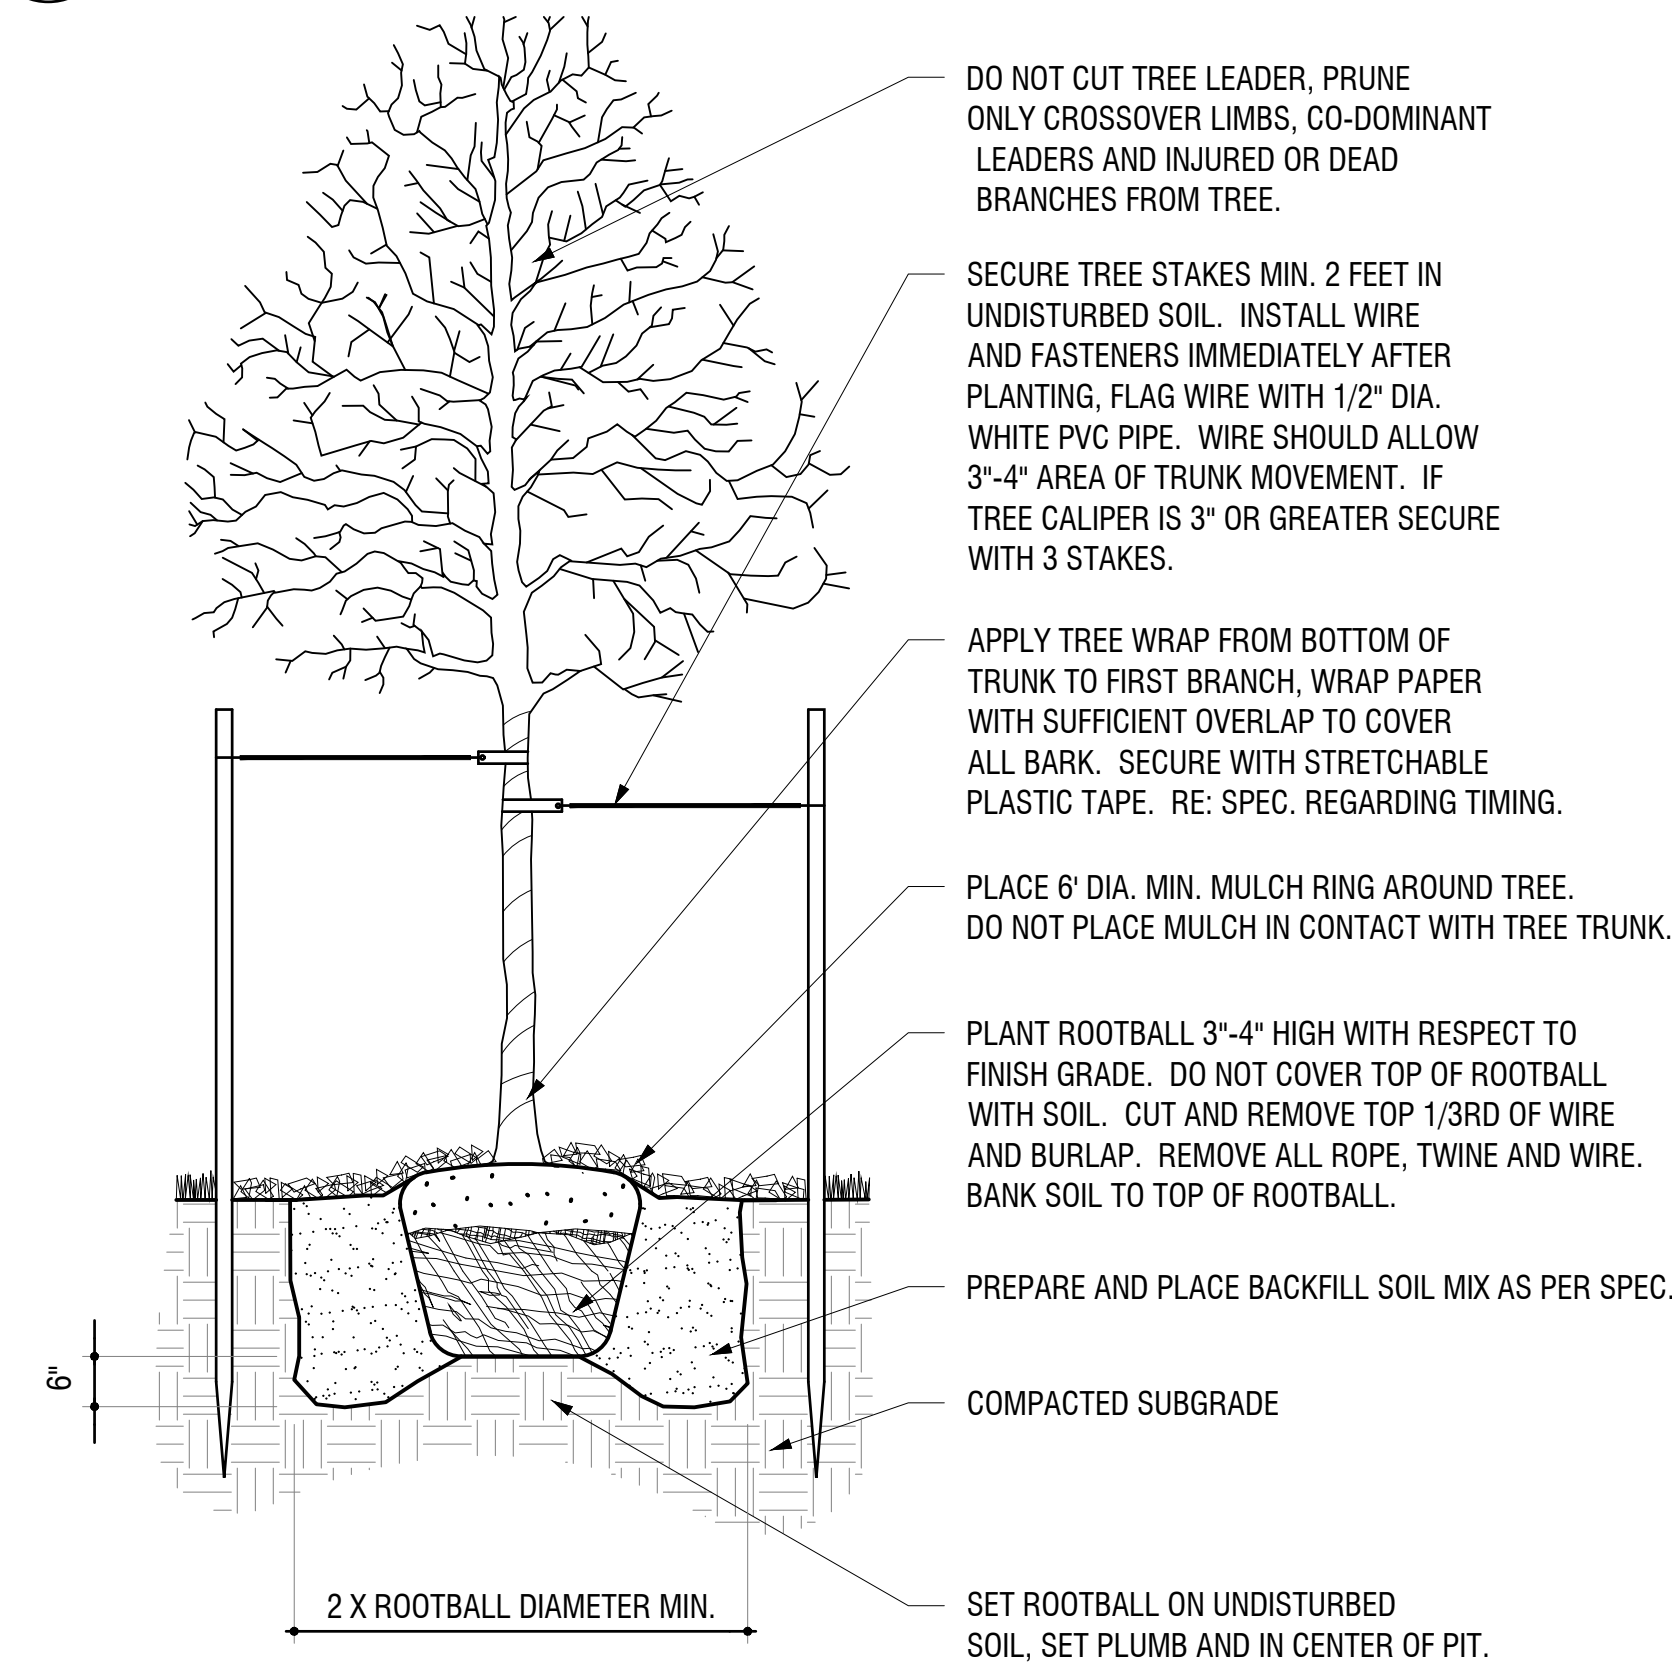 DO NOT CUT TREE LEADER, PRUNE
ONLY CROSSOVER LIMBS, CO-DOMINANT
LEADERS AND INJURED OR DEAD
BRANCHES FROM TREE.
SECURE TREE STAKES MIN. 2 FEET IN
UNDISTURBED SOIL. INSTALL WIRE
AND FASTENERS IMMEDIATELY AFTER
PLANTING, FLAG WIRE WITH 1/2" DIA.
WHITE PVC PIPE. WIRE SHOULD ALLOW
3"-4" AREA OF TRUNK MOVEMENT. IF
TREE CALIPER IS 3" OR GREATER SECURE
WITH 3 STAKES.
APPLY TREE WRAP FROM BOTTOM OF
TRUNK TO FIRST BRANCH, WRAP PAPER
WITH SUFFICIENT OVERLAP TO COVER
ALL BARK. SECURE WITH STRETCHABLE
PLASTIC TAPE. RE: SPEC. REGARDING TIMING.
PLACE 6' DIA. MIN. MULCH RING AROUND TREE.
DO NOT PLACE MULCH IN CONTACT WITH TREE TRUNK.
PLANT ROOTBALL 3"-4" HIGH WITH RESPECT TO
FINISH GRADE. DO NOT COVER TOP OF ROOTBALL
WITH SOIL. CUT AND REMOVE TOP 1/3RD OF WIRE
AND BURLAP. REMOVE ALL ROPE, TWINE AND WIRE.
BANK SOIL TO TOP OF ROOTBALL.
PREPARE AND PLACE BACKFILL SOIL MIX AS PER SPEC.
6"
COMPACTED SUBGRADE
2 X ROOTBALL DIAMETER MIN.
SET ROOTBALL ON UNDISTURBED
SOIL, SET PLUMB AND IN CENTER OF PIT.